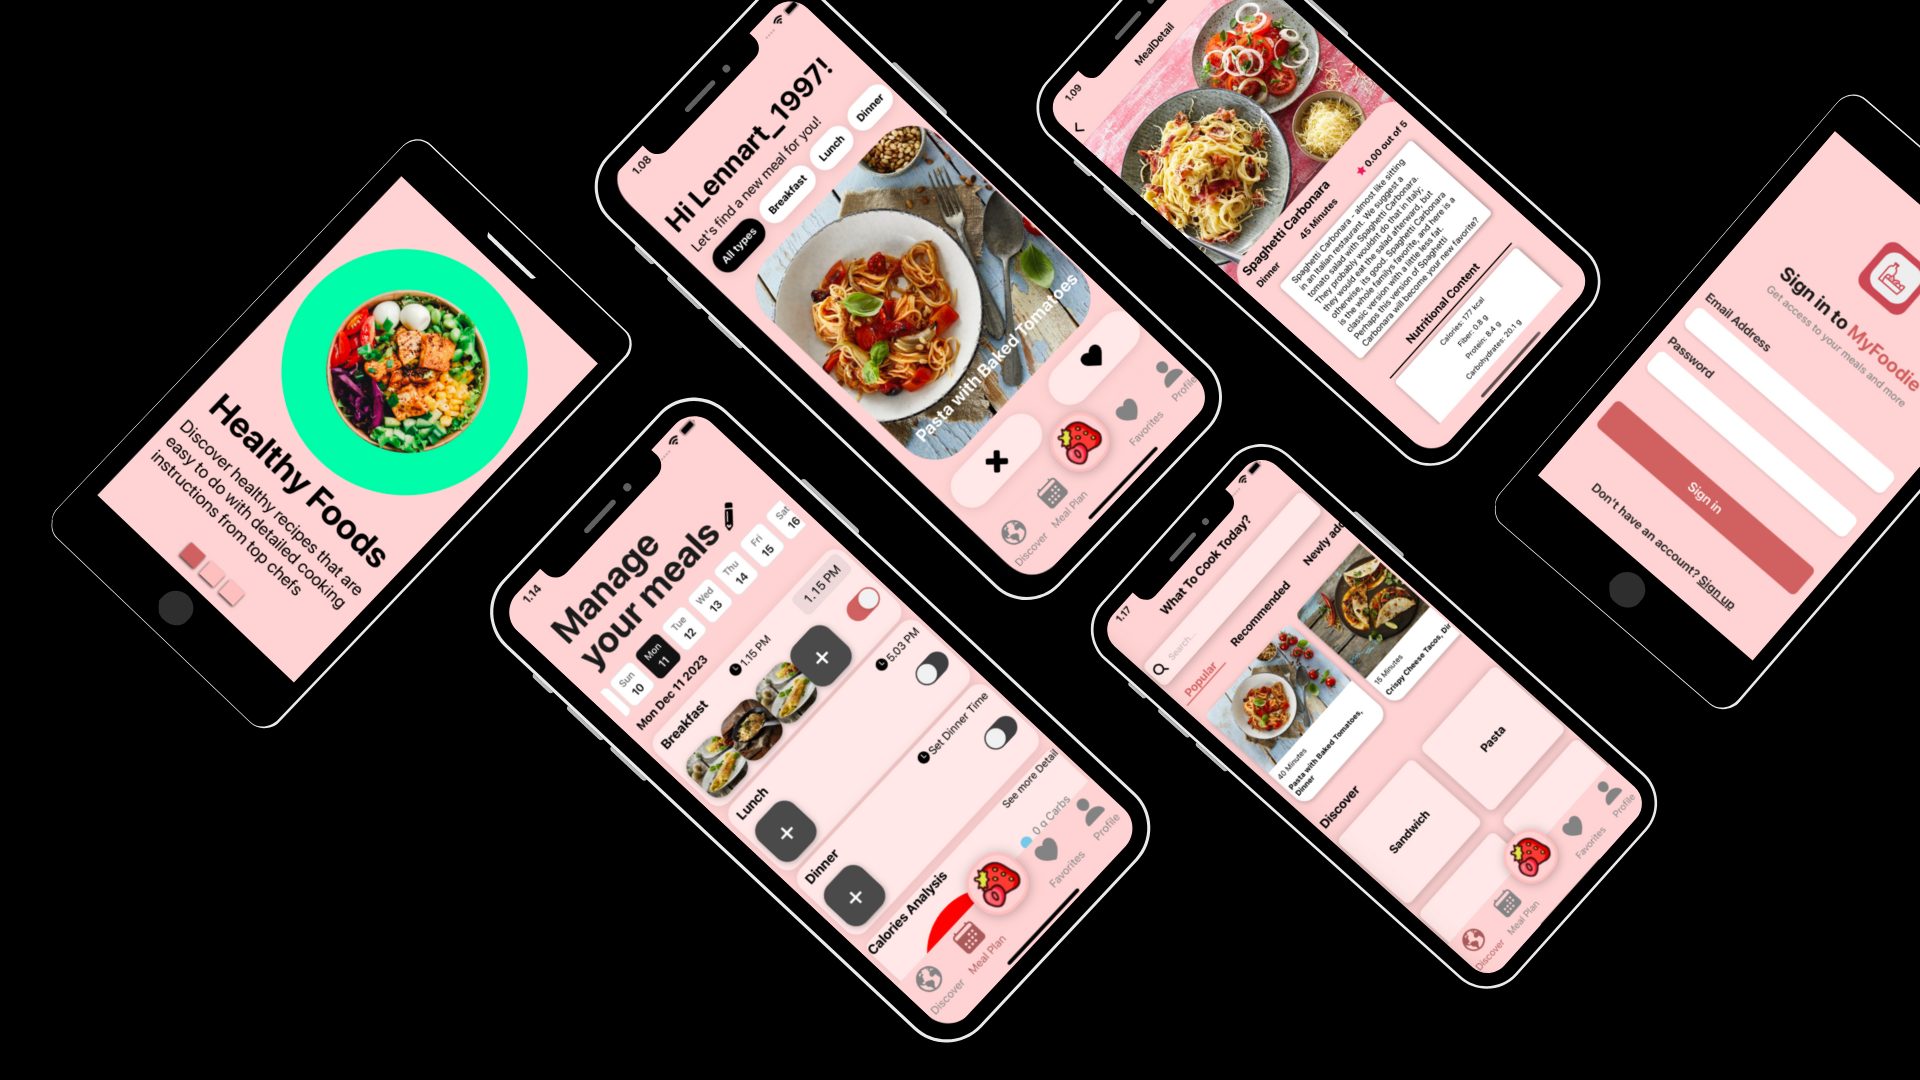 Healthy Foods
Discover healthy recipes that are
easy to do with detailed cooking
instructions from top chefs
1.08
Hi Lennart_1997!
Let's find a new meal for you!
All types
Breakfast
Lunch
Dinner
Pasta with Baked Tomatoes
Discover
Meal Plan
Favorites
Profile
1.09
MealDetail
Spaghetti Carbonara
0.00 out of 5
Dinner
45 Minutes
Spaghetti Carbonara - almost like sitting
in an Italian restaurant. We suggest a
tomato salad with Spaghetti Carbonara.
They probably wouldnt do that in Italy;
they would eat the salad afterward, but
otherwise, its good. Spaghetti Carbonara
is the whole familys favorite, and here is a
classic version with a little less fat.
Perhaps this version of Spaghetti
Carbonara will become your new favorite?
Nutritional Content
Calories: 177 kcal
Fiber: 0.8 g
Protein: 8.4 g
Carbohydrates: 20.1 g
Sign in to MyFoodie
Get access to your meals and more
Email Address
Password
Sign in
Don't have an account? Sign up
1.14
Manage
your meals
Sun
10
Mon
11
Tue
12
Wed
13
Thu
14
Fri
15
Sat
16
Mon Dec 11 2023
1.15 PM
Breakfast
1.15 PM
Lunch
5.03 PM
Dinner
Set Dinner Time
Calories Analysis
See more Detail
0 g Carbs
Discover
Meal Plan
Favorites
Profile
1.17
What To Cook Today?
Search...
Popular
Recommended
Newly
40 Minutes
Pasta with Baked Tomatoes,
Dinner
15 Minutes
Crispy Cheese Tacos,
Discover
Sandwich
Pasta
Discover
Meal Plan
Favorites
Profile